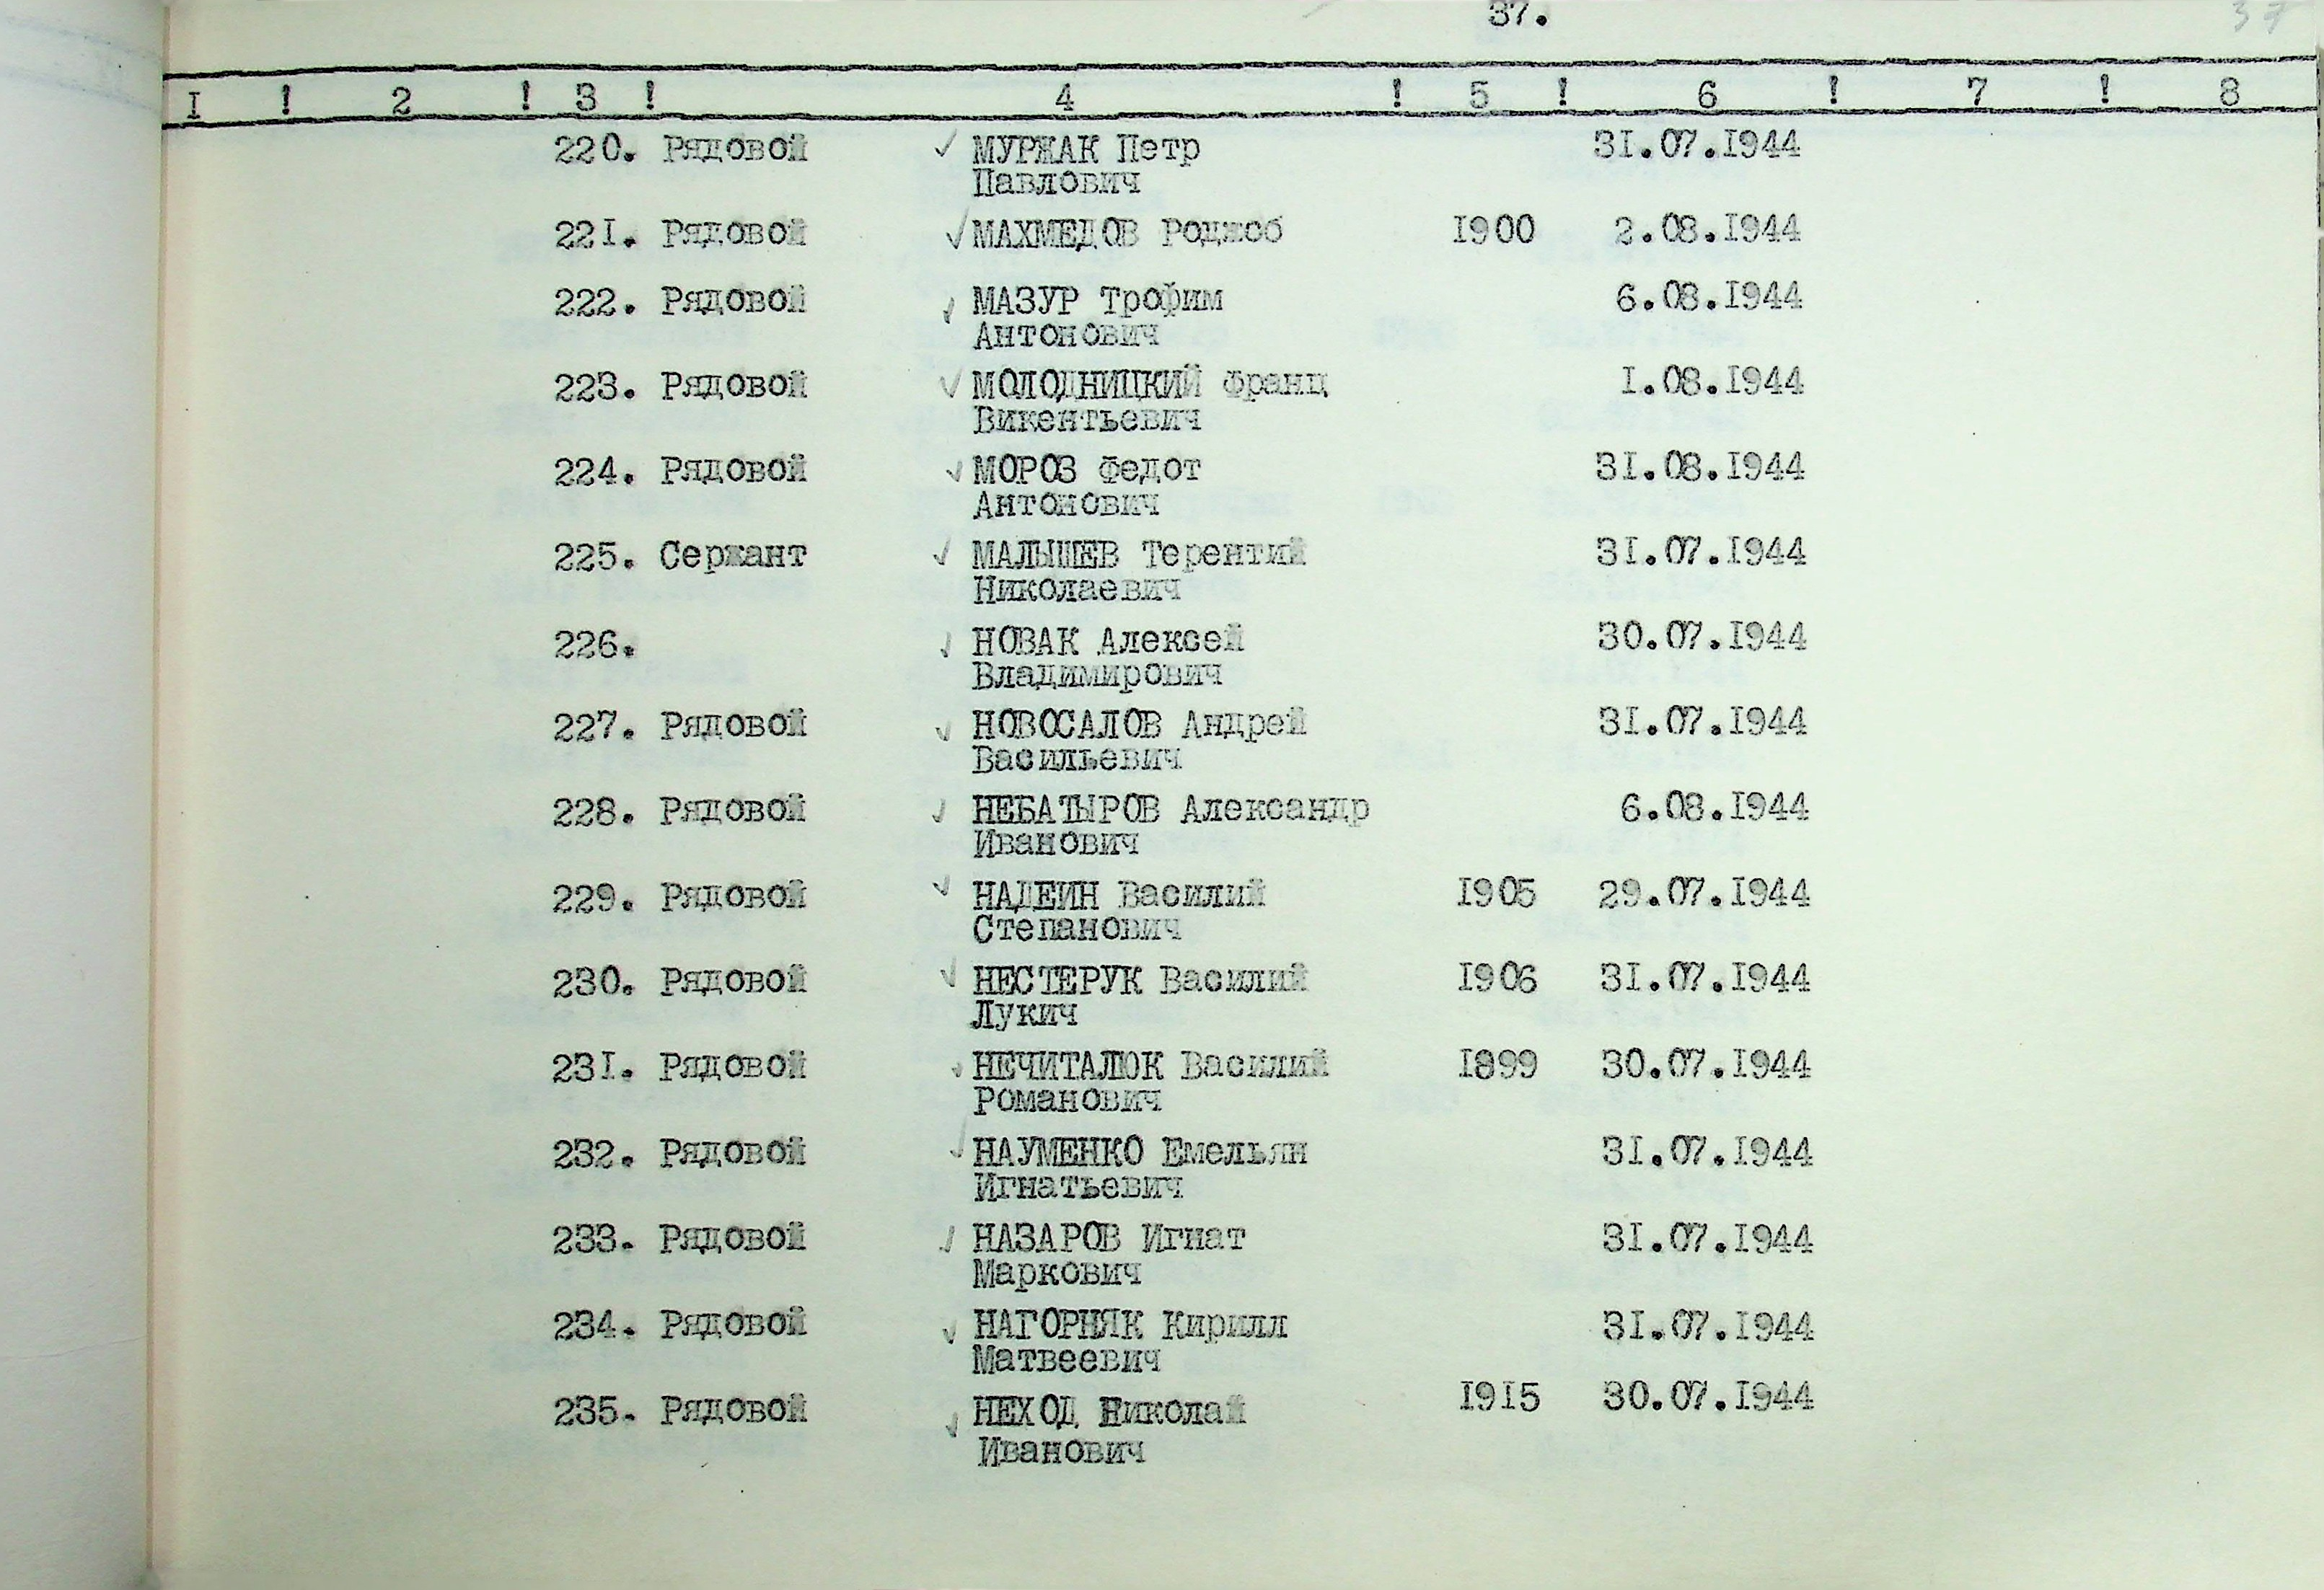 37.
37
I ! 2 ! 3 ! 4 ! 5 ! 6 ! 7 ! 8
220. Рядовой МУРЖАК Петр 31.07.1944
Павлович
221. Рядовой МАХМЕДОВ Роджоб 1900 2.08.1944
222. Рядовой МАЗУР Трофим 6.08.1944
Антонович
223. Рядовой МОЛОДНИЦКИЙ Франц 1.08.1944
Викентьевич
224. Рядовой МОРОЗ Федот 31.08.1944
Антонович
225. Сержант МАЛЫШЕВ Терентий 31.07.1944
Николаевич
226. НОВАК Алексей 30.07.1944
Владимирович
227. Рядовой НОВОСАЛОВ Андрей 31.07.1944
Васильевич
228. Рядовой НЕБАТЫРОВ Александр 6.08.1944
Иванович
229. Рядовой НАДЕИН Василий 1905 29.07.1944
Степанович
230. Рядовой НЕСТЕРУК Василий 1906 31.07.1944
Лукич
231. Рядовой НЕЧИТАЛЮК Василий 1899 30.07.1944
Романович
232. Рядовой НАУМЕНКО Емельян 31.07.1944
Игнатьевич
233. Рядовой НАЗАРОВ Игнат 31.07.1944
Маркович
234. Рядовой НАГОРНЯК Кирилл 31.07.1944
Матвеевич
235. Рядовой НЕХОД Николай 1915 30.07.1944
Иванович